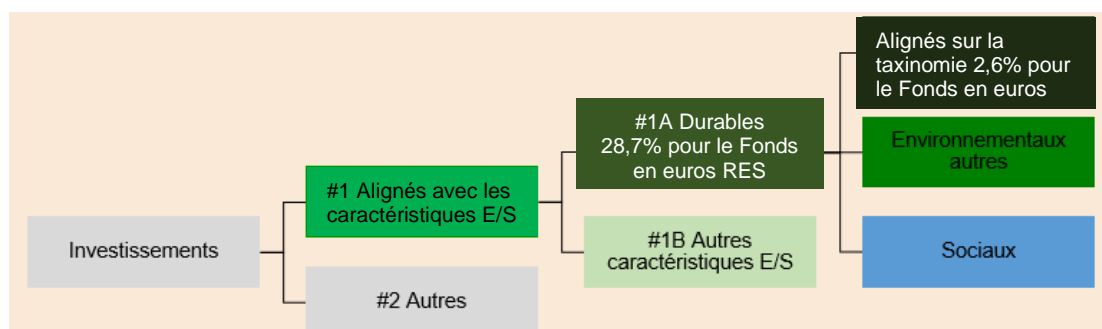 Investissements
#1 Alignés avec les
caractéristiques E/S
#2 Autres
#1A Durables
28,7% pour le Fonds
en euros RES
#1B Autres
caractéristiques E/S
Alignés sur la
taxinomie 2,6% pour
le Fonds en euros
Environnementaux
autres
Sociaux